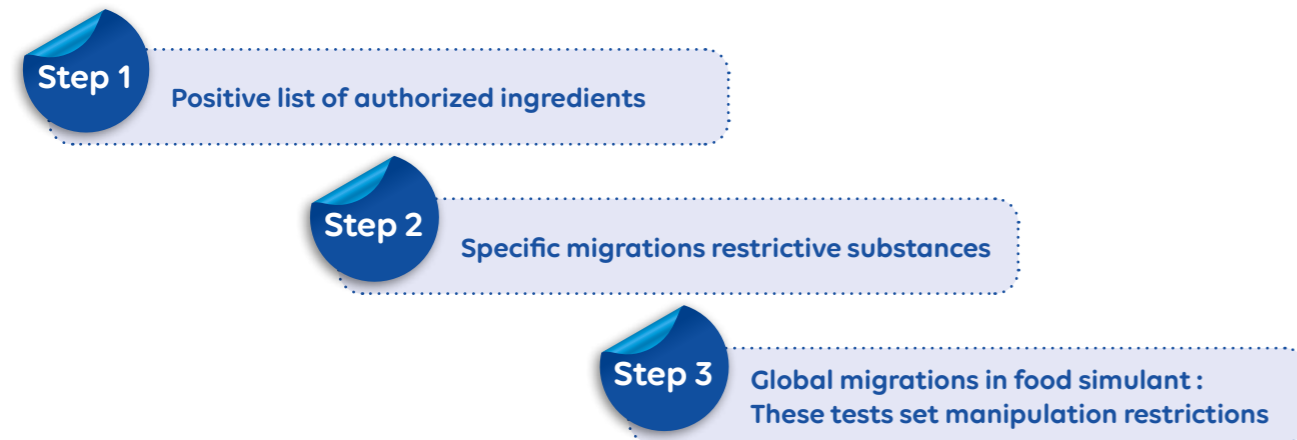 Step 1
Positive list of authorized ingredients
Step 2
Specific migrations restrictive substances
Step 3
Global migrations in food simulant :
These tests set manipulation restrictions